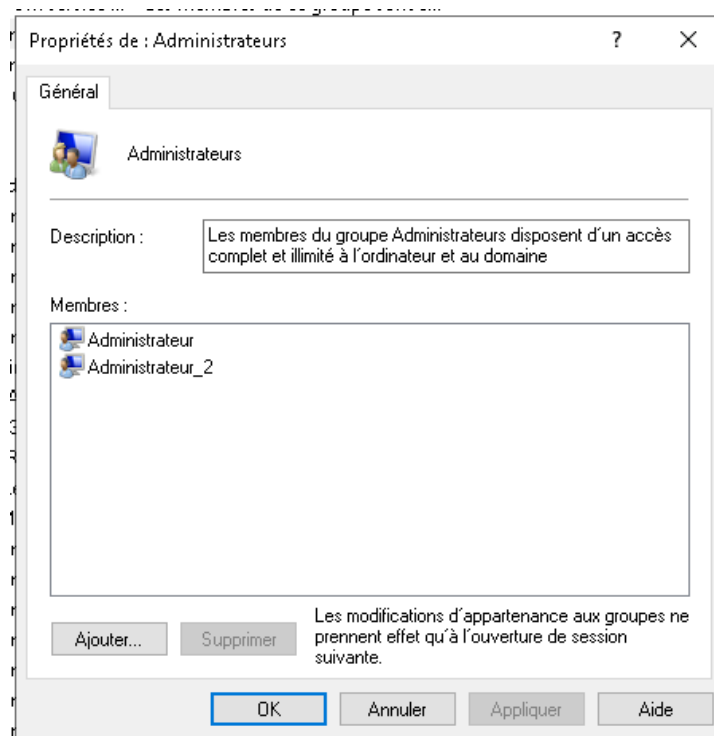 Propriétés de : Administrateurs
?
Général
Administrateurs
Description :
Les membres du groupe Administrateurs disposent d'un accès
complet et illimité à l'ordinateur et au domaine
Membres :
Administrateur
Administrateur_2
Ajouter...
Supprimer
Les modifications d'appartenance aux groupes ne
prennent effet qu'à l'ouverture de session
suivante.
OK
Annuler
Appliquer
Aide